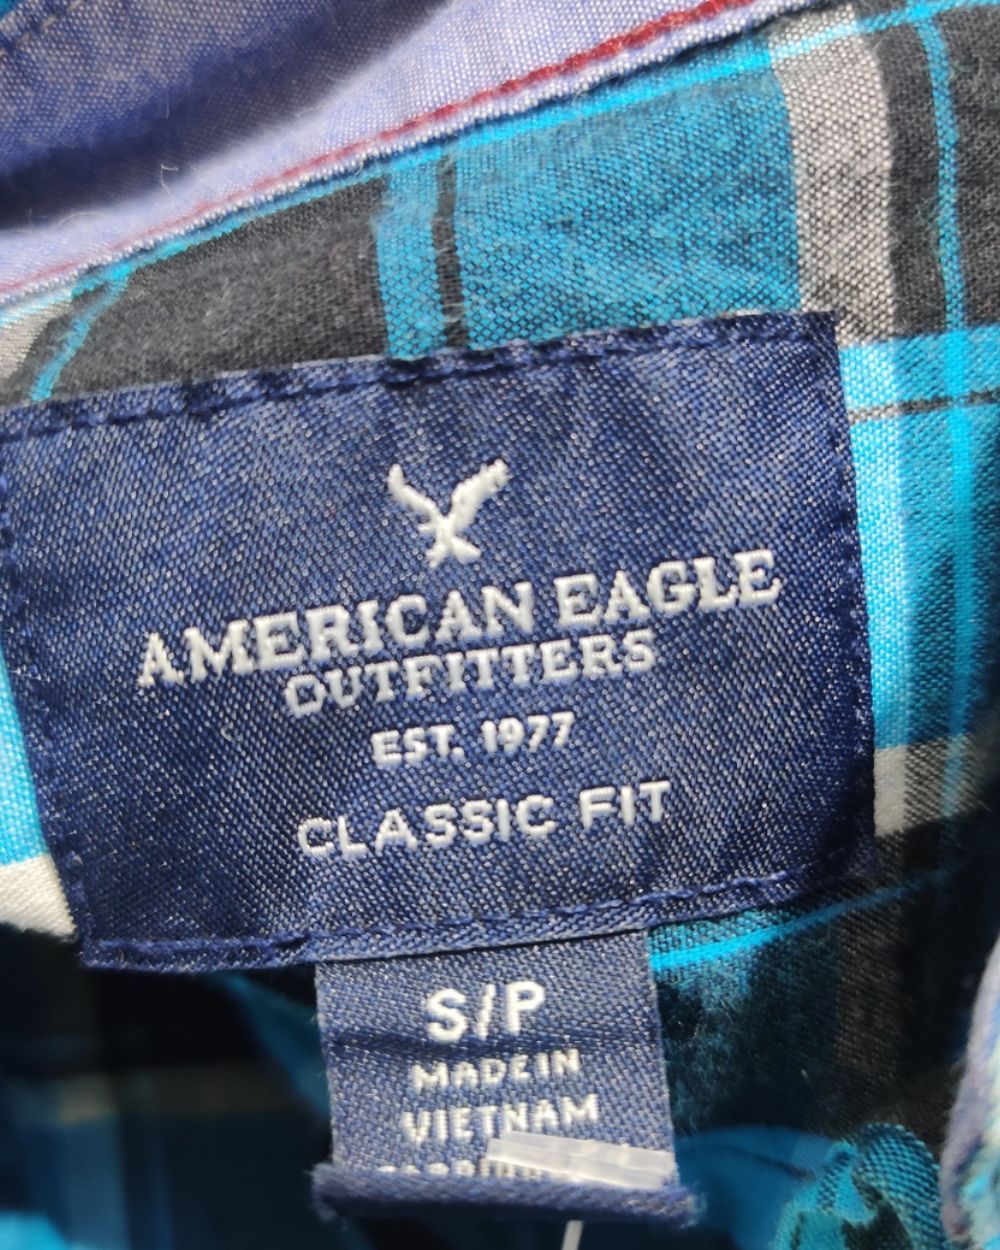 AMERICAN EAGLE
OUTFITTERS
EST. 1977
CLASSIC FIT
S/P
MADE IN
VIETNAM